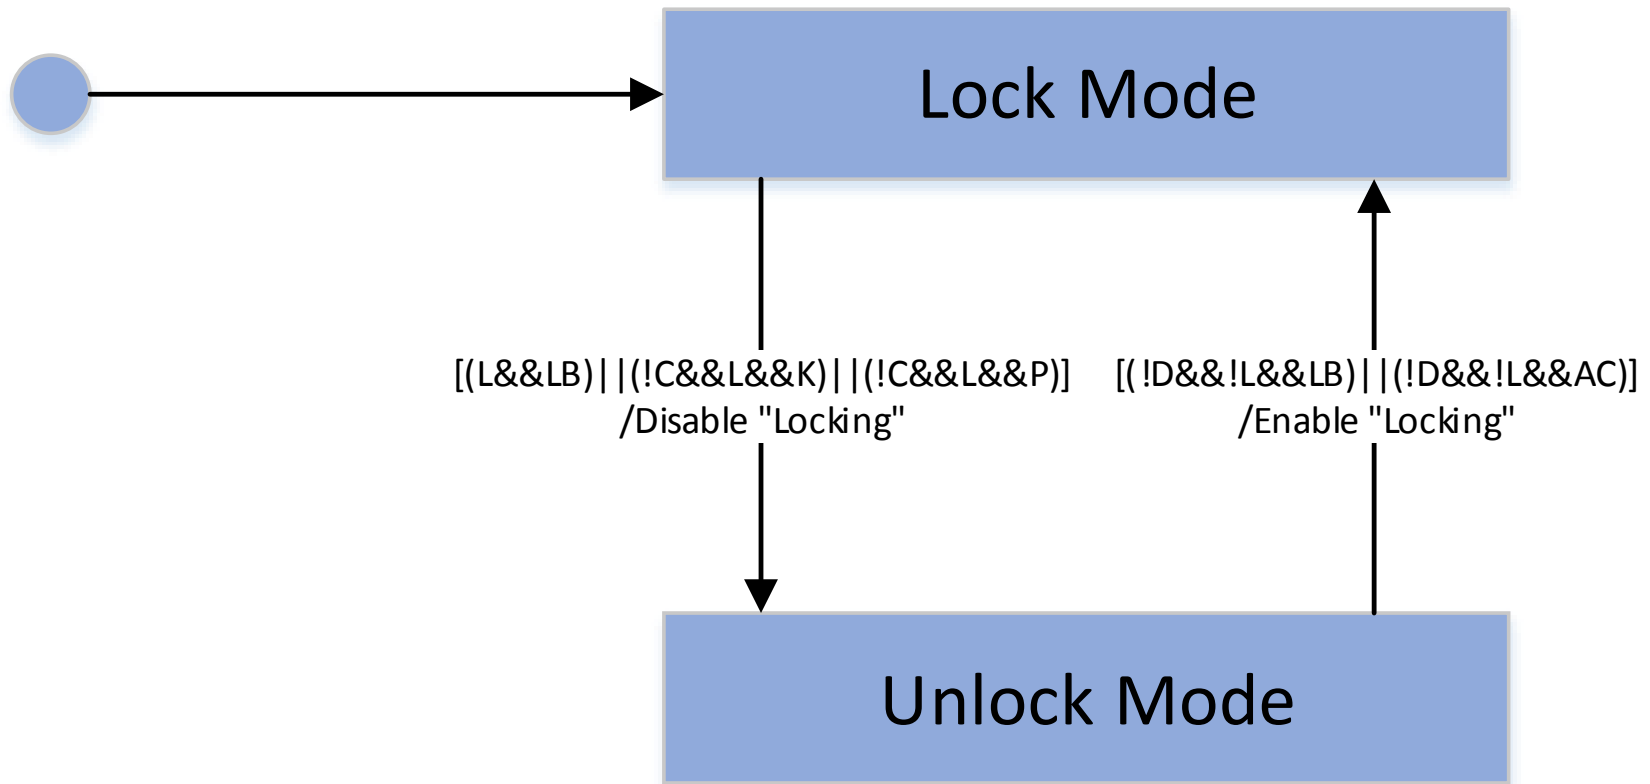 Lock Mode
[(L&&LB)||(!C&&L&&K)||(!C&&L&&P)]
/Disable "Locking"
[(!D&&!L&&LB)||(!D&&!L&&AC)]
/Enable "Locking"
Unlock Mode